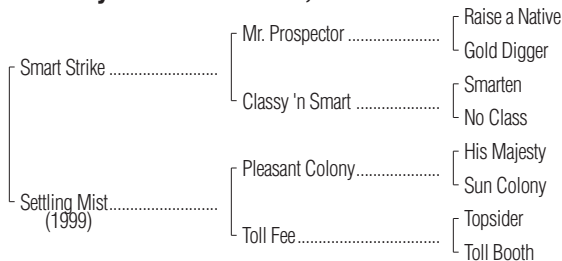 Raise a Native
Mr. Prospector ......................
Gold Digger
Smart Strike ..........................
Smarten
Classy 'n Smart ....................
No Class
His Majesty
Pleasant Colony....................
Sun Colony
Settling Mist..........................
(1999)
Topsider
Toll Fee..................................
Toll Booth